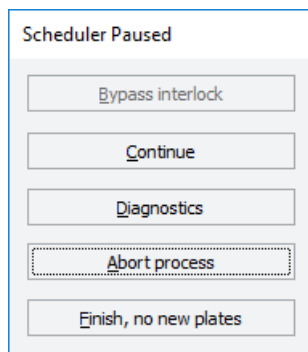 Scheduler Paused
Bypass interlock
Continue
Diagnostics
Abort process
Finish, no new plates